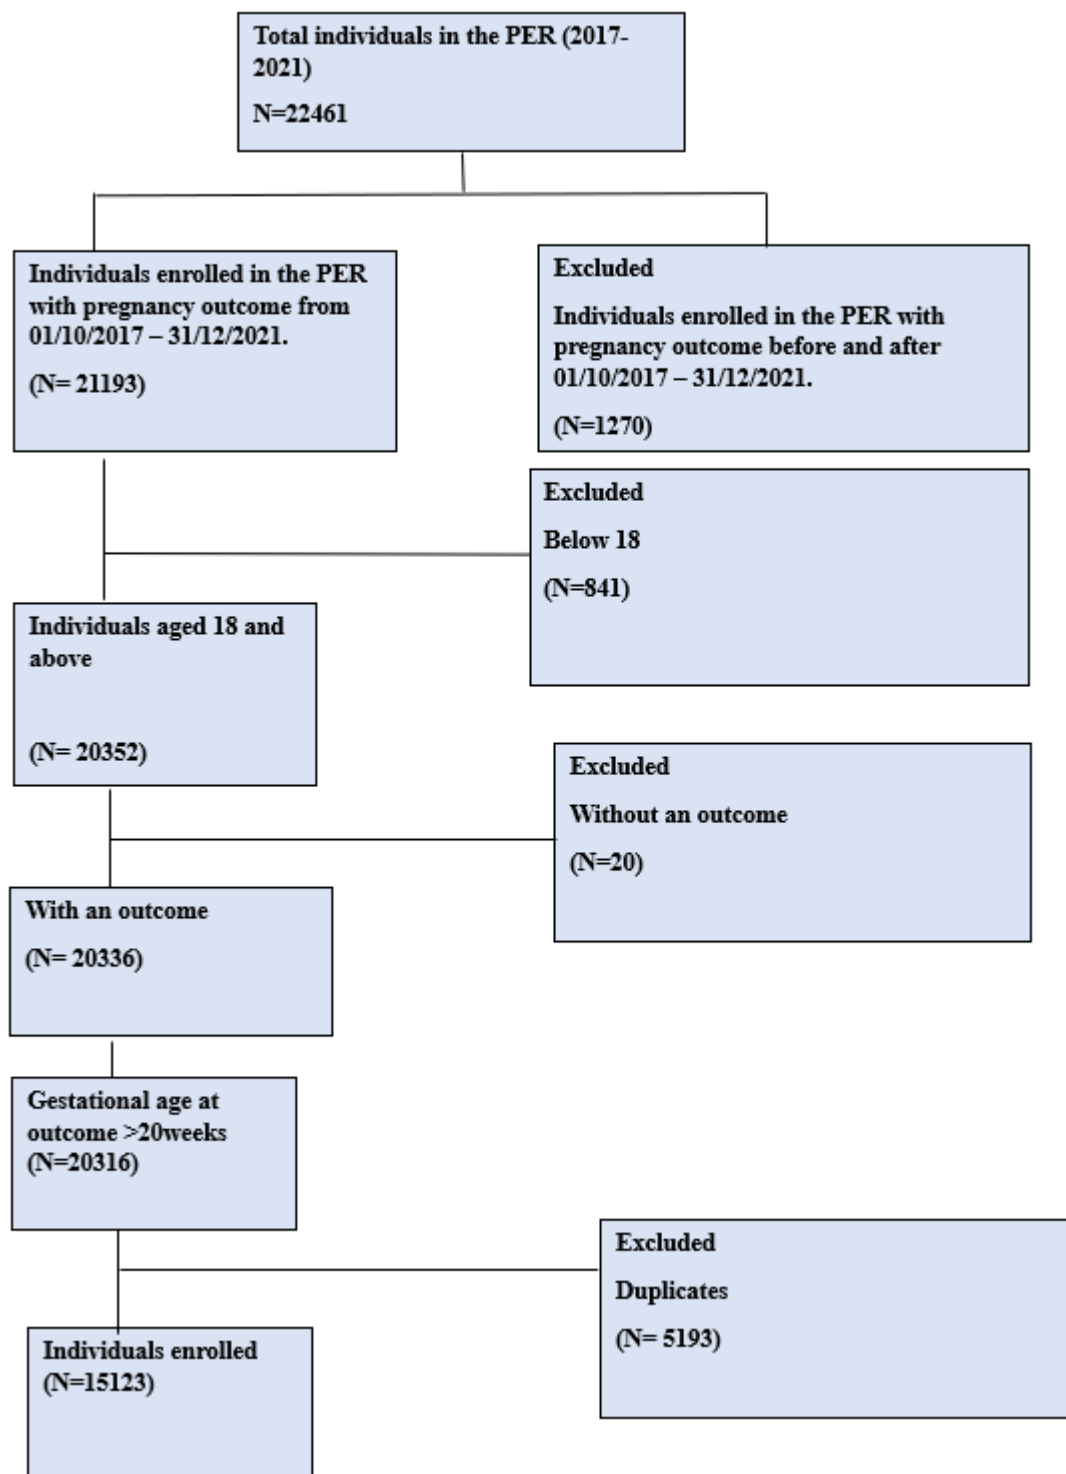 Total individuals in the PER (2017-
2021)
N=22461
Individuals enrolled in the PER
with pregnancy outcome from
01/10/2017 – 31/12/2021.
(N= 21193)
Excluded
Individuals enrolled in the PER with
pregnancy outcome before and after
01/10/2017 – 31/12/2021.
(N=1270)
Excluded
Below 18
(N=841)
Individuals aged 18 and
above
(N= 20352)
Excluded
Without an outcome
(N=20)
With an outcome
(N= 20336)
Gestational age at
outcome >20weeks
(N=20316)
Excluded
Duplicates
(N= 5193)
Individuals enrolled
(N=15123)